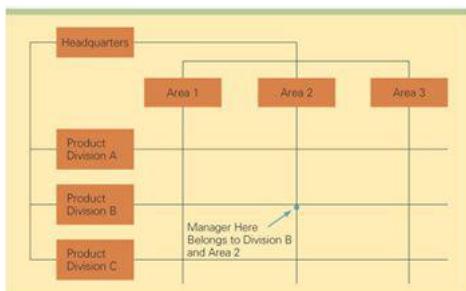 Headquarters
Area 1
Area 2
Area 3
Product
Division A
Product
Division B
Manager Here
Belongs to Division B
and Area 2
Product
Division C